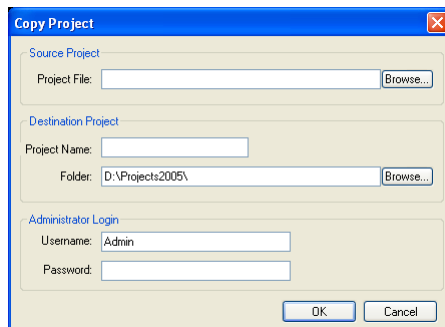 Copy Project
Source Project
Project File: Browse...
Destination Project
Project Name:
Folder: D:\Projects2005\ Browse...
Administrator Login
Username: Admin
Password:
OK Cancel